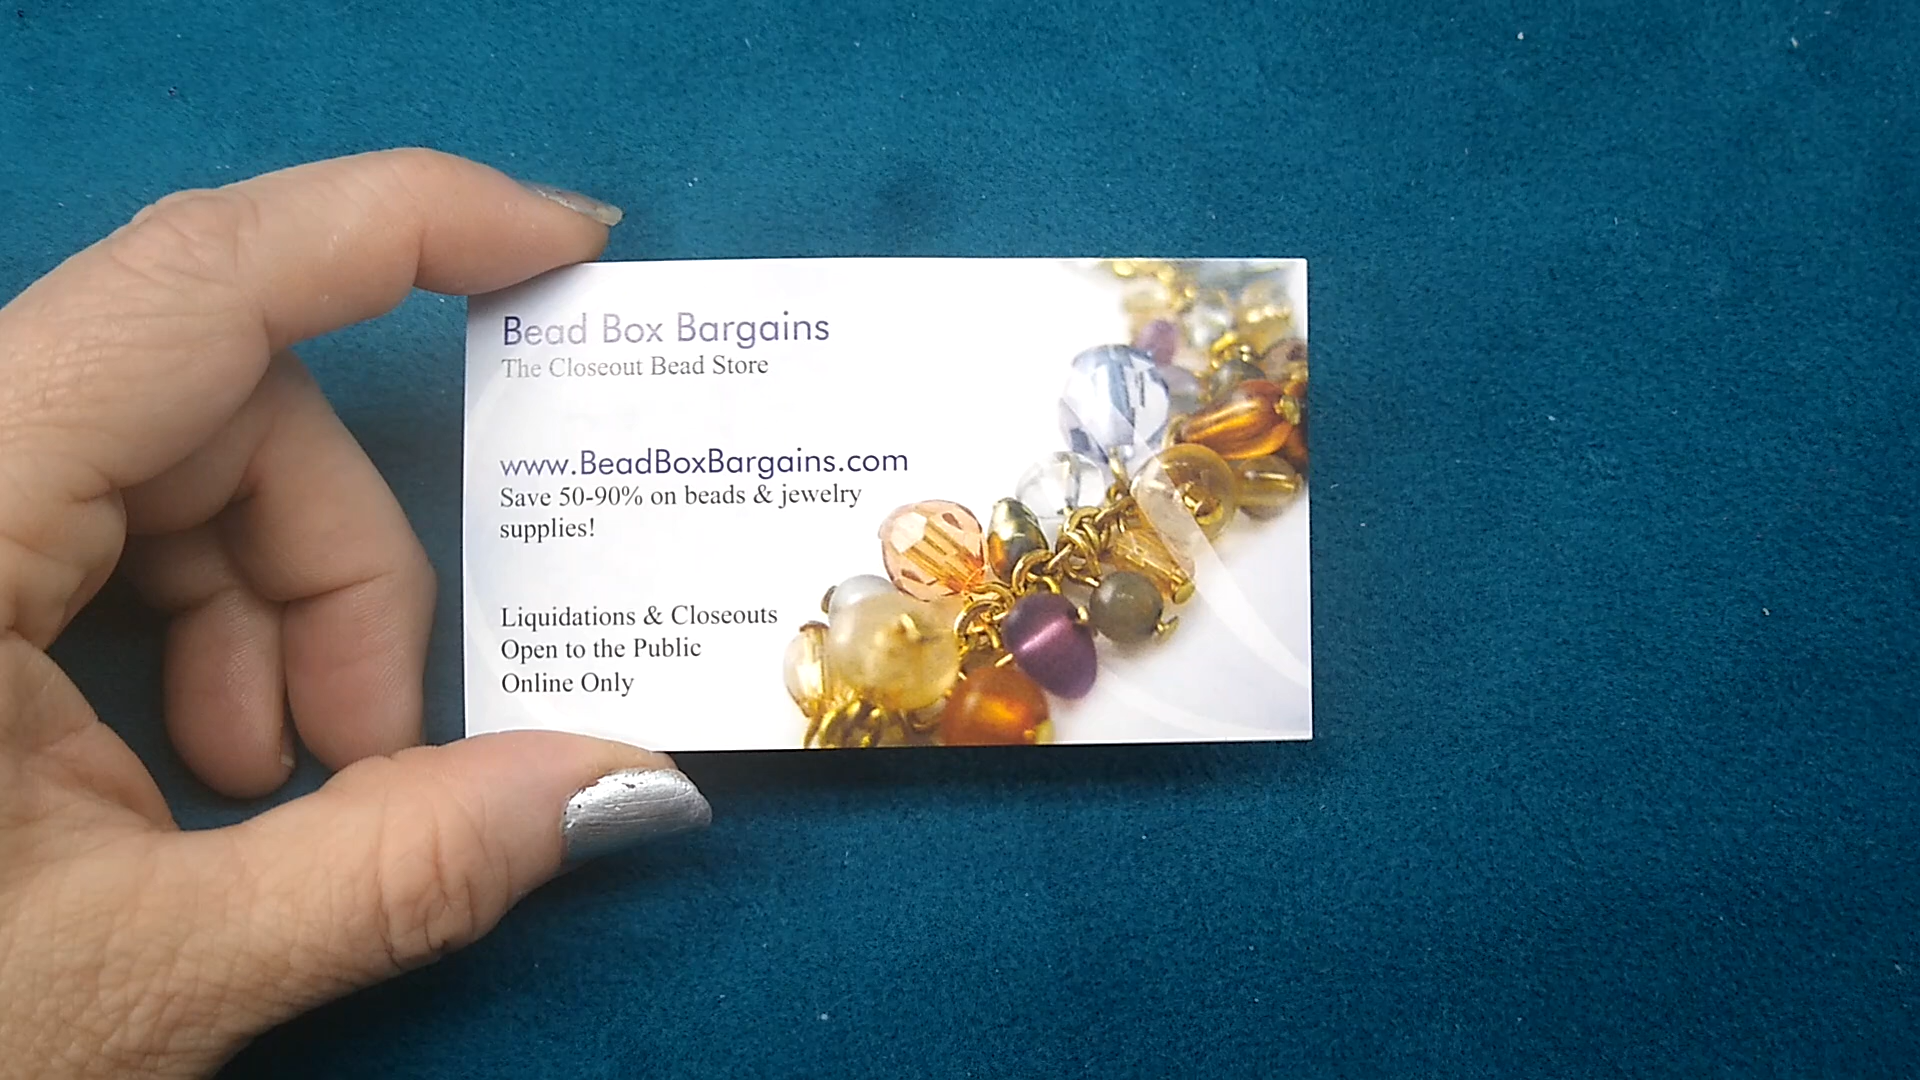 Bead Box Bargains
The Closeout Bead Store
www.BeadBoxBargains.com
Save 50-90% on beads & jewelry
supplies!
Liquidations & Closeouts
Open to the Public
Online Only